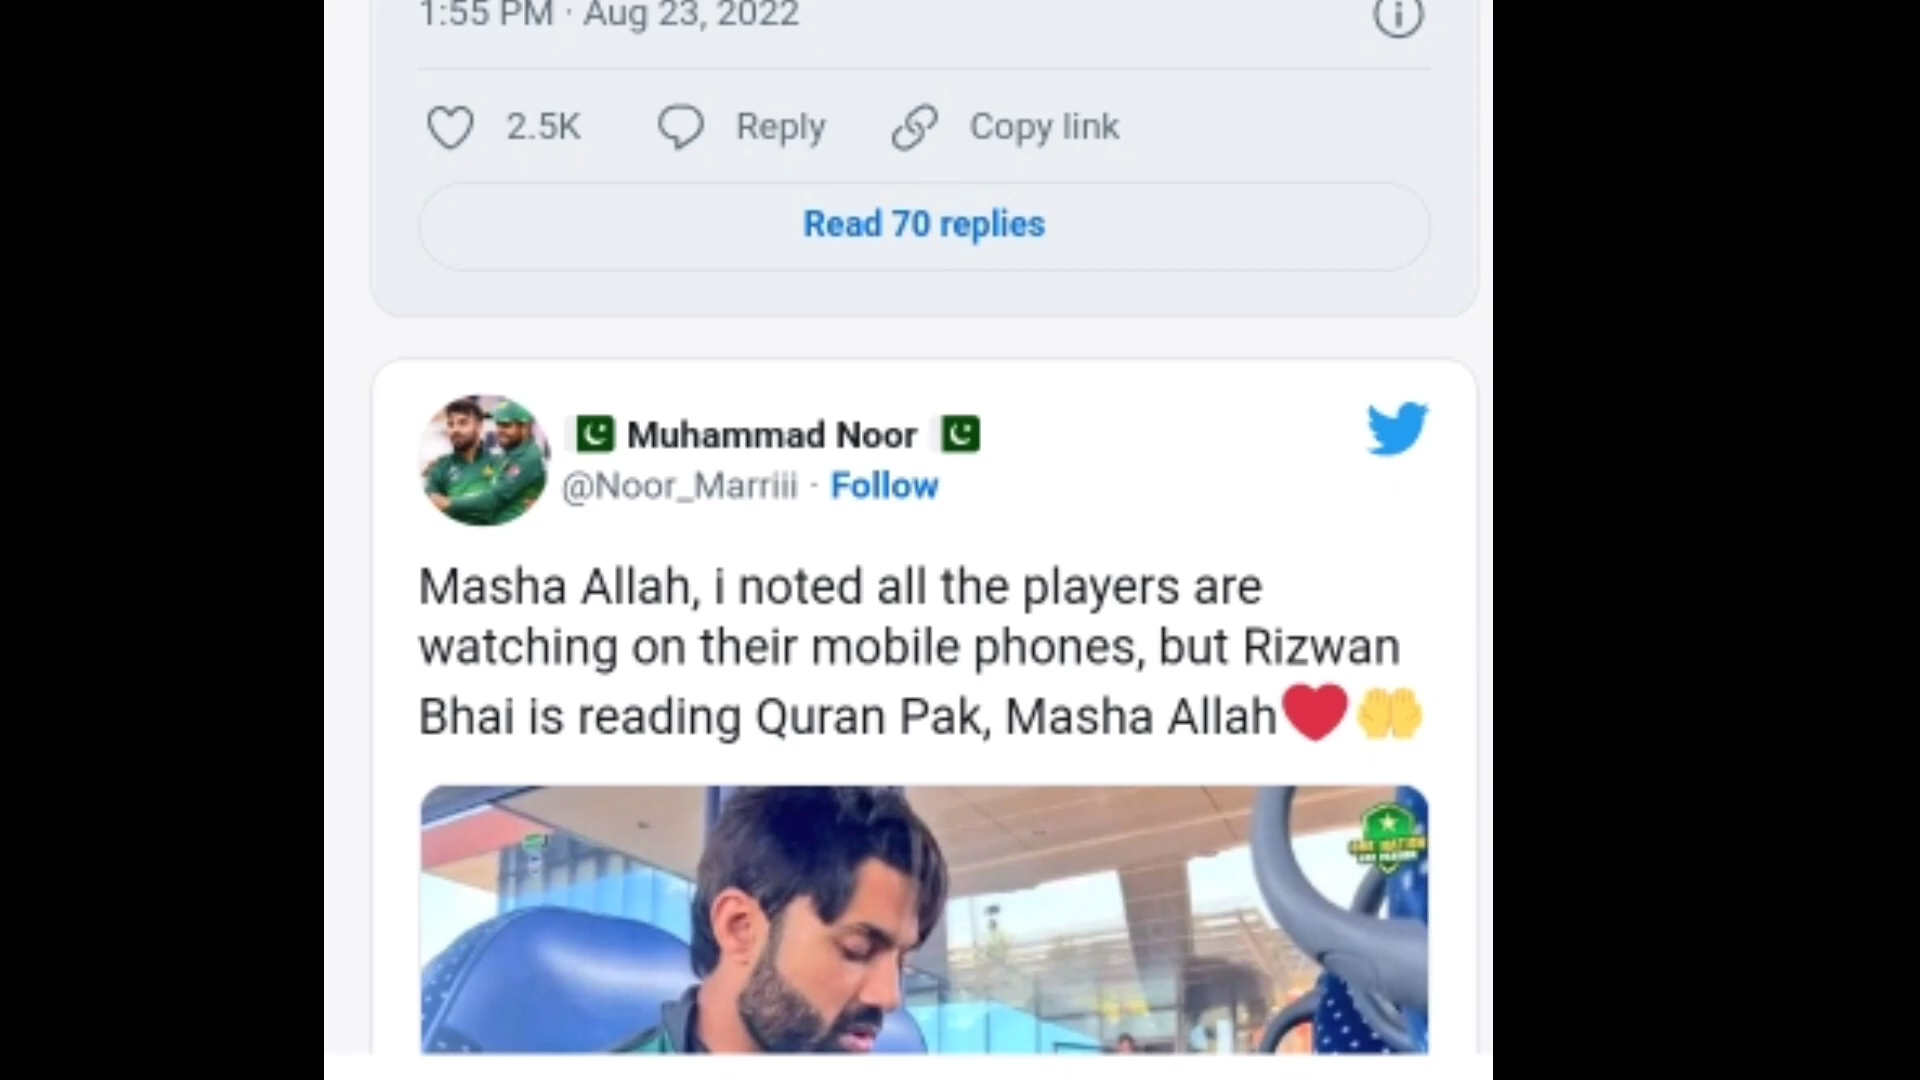 1:55 PM · Aug 23, 2022
2.5K Reply Copy link
Read 70 replies
Muhammad Noor
@Noor_Marriii · Follow
Masha Allah, i noted all the players are
watching on their mobile phones, but Rizwan
Bhai is reading Quran Pak, Masha Allah❤️🤲